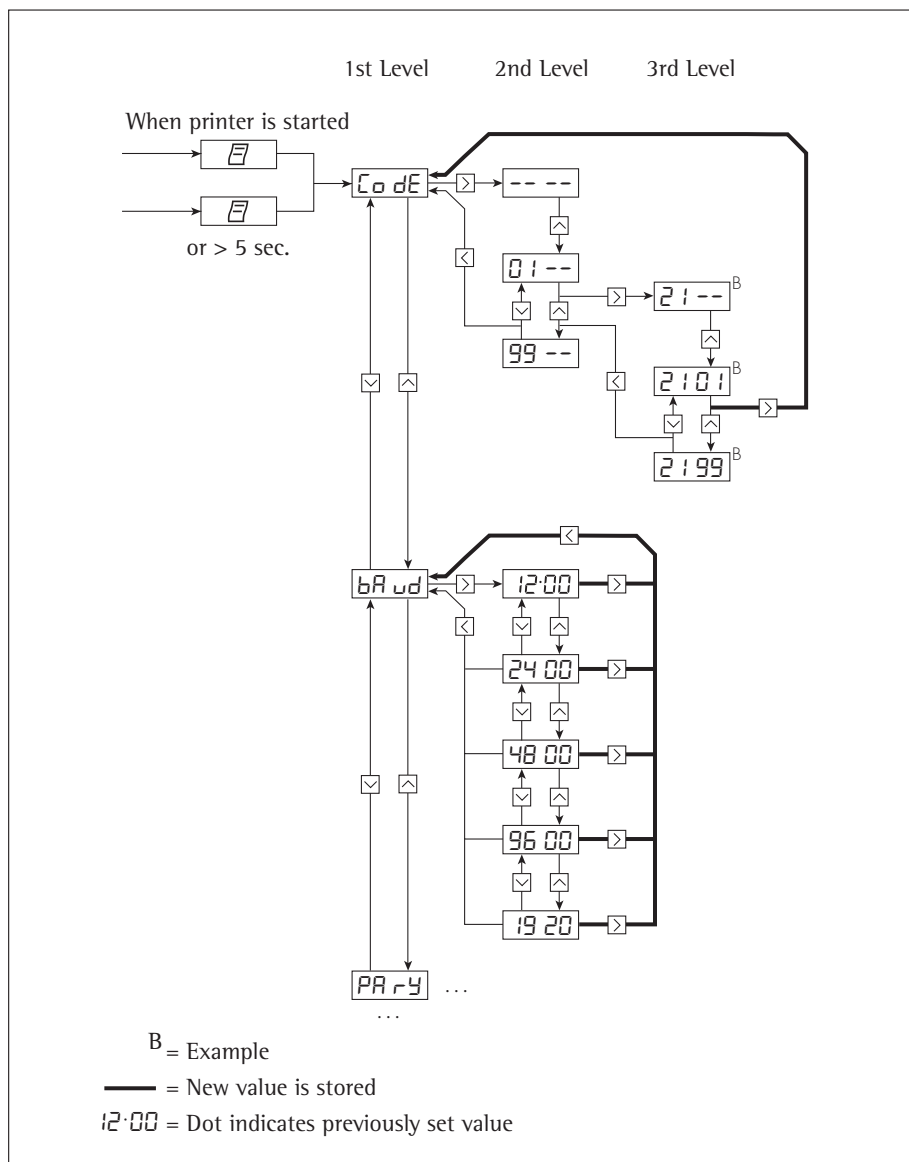 1st Level 2nd Level 3rd Level
When printer is started
CodE
-- --
or > 5 sec.
01 --
21 -- B
99 --
2101 B
2199 B
bAud
12·00
2400
4800
9600
1920
PAry ...
...
B = Example
= New value is stored
12·00 = Dot indicates previously set value